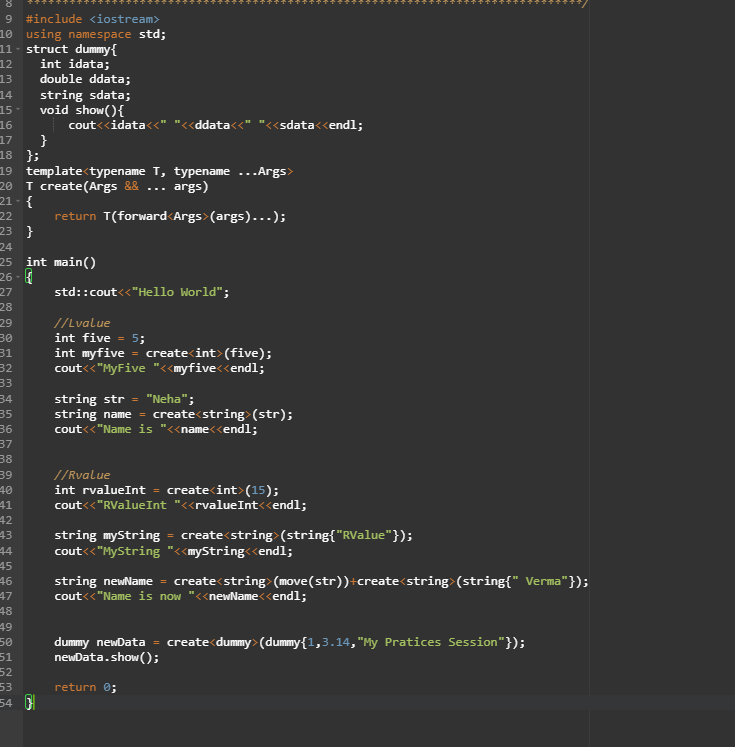 8 ******************************************************************************/
9 #include <iostream>
10 using namespace std;
11 struct dummy{
12   int idata;
13   double ddata;
14   string sdata;
15   void show(){
16       cout<<idata<<" "<<ddata<<" "<<sdata<<endl;
17   }
18 };
19 template<typename T, typename ...Args>
20 T create(Args && ... args)
21 {
22     return T(forward<Args>(args)...);
23 }
24
25 int main()
26 {
27     std::cout<<"Hello World";
28
29     //Lvalue
30     int five = 5;
31     int myfive = create<int>(five);
32     cout<<"MyFive "<<myfive<<endl;
33
34     string str = "Neha";
35     string name = create<string>(str);
36     cout<<"Name is "<<name<<endl;
37
38
39     //Rvalue
40     int rvalueInt = create<int>(15);
41     cout<<"RValueInt "<<rvalueInt<<endl;
42
43     string myString = create<string>(string{"RValue"});
44     cout<<"MyString "<<myString<<endl;
45
46     string newName = create<string>(move(str))+create<string>(string{" Verma"});
47     cout<<"Name is now "<<newName<<endl;
48
49
50     dummy newData = create<dummy>(dummy{1,3.14,"My Pratices Session"});
51     newData.show();
52
53     return 0;
54 }